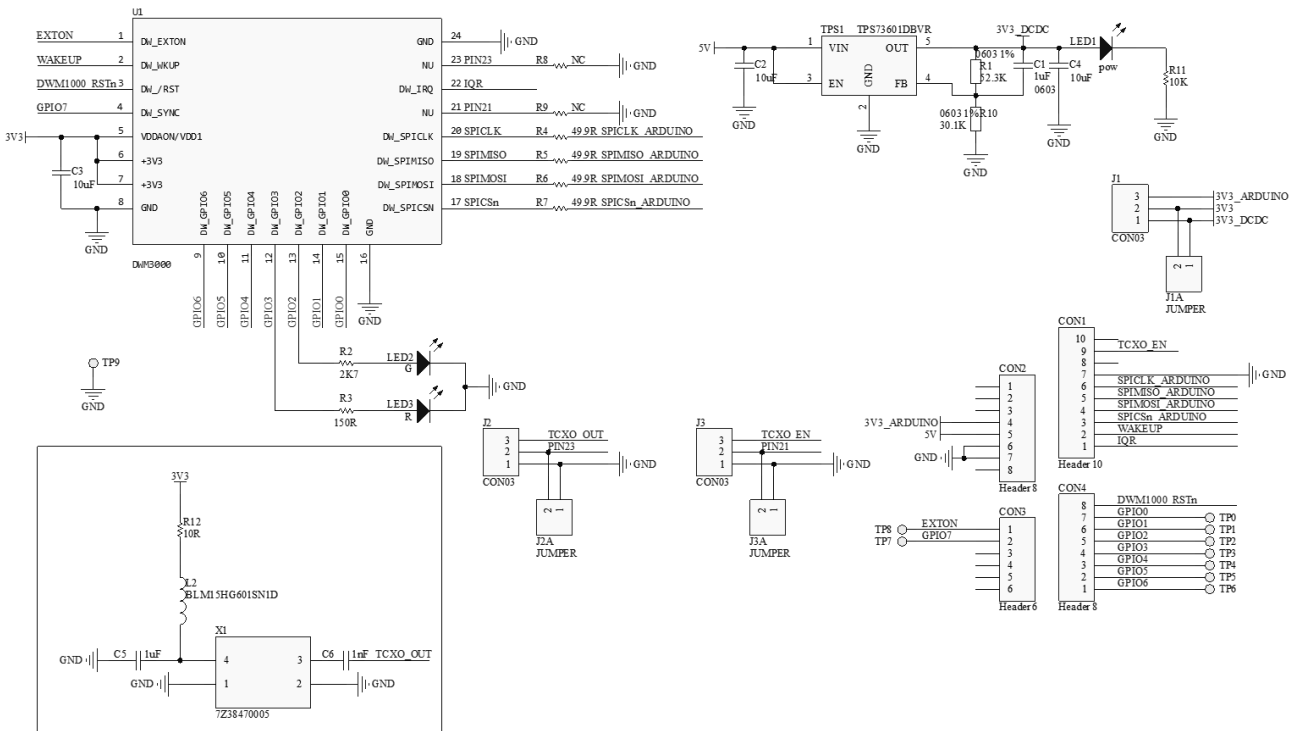 U1
EXTON 1 DW_EXTON GND 24 GND
WAKEUP 2 DW_WKUP NU 23 PIN23 R8 NC GND
DWM1000_RSTn 3 DW_/RST DW_IRQ 22 IQR
GPIO7 4 DW_SYNC NU 21 PIN21 R9 NC GND
3V3 5 VDDAON/VDD1 DW_SPICLK 20 SPICLK R4 49.9R SPICLK_ARDUINO
6 +3V3 DW_SPIMISO 19 SPIMISO R5 49.9R SPIMISO_ARDUINO
7 +3V3 DW_SPIMOSI 18 SPIMOSI R6 49.9R SPIMOSI_ARDUINO
8 GND DW_SPICSN 17 SPICSn R7 49.9R SPICSn_ARDUINO
C3
10uF
GND
DW_GPIO6 DW_GPIO5 DW_GPIO4 DW_GPIO3 DW_GPIO2 DW_GPIO1 DW_GPIO0 GND
DWM3000
9 10 11 12 13 14 15 16
GPIO6 GPIO5 GPIO4 GPIO3 GPIO2 GPIO1 GPIO0 GND
TPS1 TPS73601DBVR
5V 1 VIN OUT 5 3V3_DCDC
3 EN FB 4
GND
2
GND
C2
10uF
GND
0603 1%
R1
52.3K
0603 1% R10
30.1K
GND
C1
1uF
0603
C4
10uF
GND
LED1
pow
R11
10K
GND
J1
3 3V3_ARDUINO
2 3V3
1 3V3_DCDC
CON03
2 1
J1A
JUMPER
TP9
GND
R2
2K7
LED2
G
R3
150R
LED3
R
GND
J2
3 TCXO_OUT
2 PIN23
1 GND
CON03
2 1
J2A
JUMPER
J3
3 TCXO_EN
2 PIN21
1 GND
CON03
2 1
J3A
JUMPER
CON2
1
2
3
3V3_ARDUINO 4
5V 5
6
GND 7
8
Header 8
CON1
10
9 TCXO_EN
8
7 GND
6 SPICLK_ARDUINO
5 SPIMISO_ARDUINO
4 SPIMOSI_ARDUINO
3 SPICSn_ARDUINO
2 WAKEUP
1 IQR
Header 10
CON3
TP8 EXTON 1
TP7 GPIO7 2
3
4
5
6
Header 6
CON4
8 DWM1000_RSTn
7 GPIO0 TP0
6 GPIO1 TP1
5 GPIO2 TP2
4 GPIO3 TP3
3 GPIO4 TP4
2 GPIO5 TP5
1 GPIO6 TP6
Header 8
3V3
R12
10R
L2
BLM15HG601SN1D
X1
GND C5 1uF 4 3 C6 1nF TCXO_OUT
GND 1 2 GND
7Z38470005